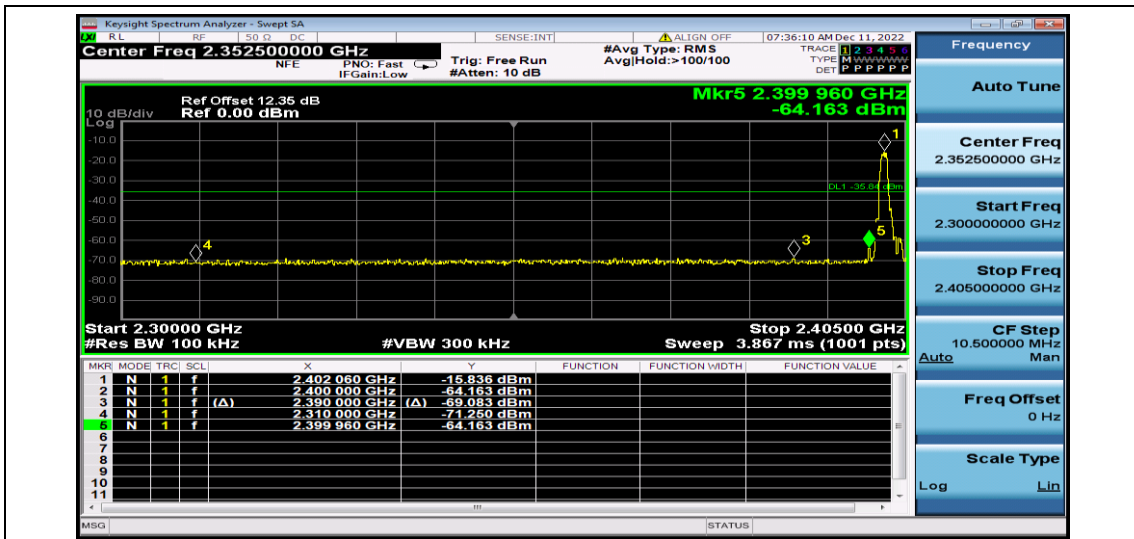 Keysight Spectrum Analyzer - Swept SA
LXI RL RF 50 Ω DC SENSE:INT ALIGN OFF 07:36:10 AM Dec 11, 2022
Center Freq 2.352500000 GHz #Avg Type: RMS TRACE 1 2 3 4 5 6
NFE PNO: Fast Trig: Free Run Avg|Hold:>100/100 TYPE M WWWWW
IFGain:Low #Atten: 10 dB DET P P P P P P
Frequency
Mkr5 2.399 960 GHz
-64.163 dBm
Ref Offset 12.35 dB
10 dB/div Ref 0.00 dBm
Log
-10.0
-20.0
-30.0
-40.0
-50.0
-60.0
-70.0
-80.0
-90.0
1
DL1 -35.84 dBm
5
4
3
Start 2.30000 GHz Stop 2.40500 GHz
#Res BW 100 kHz #VBW 300 kHz Sweep 3.867 ms (1001 pts)
MKR MODE TRC SCL X Y FUNCTION FUNCTION WIDTH FUNCTION VALUE
1 N 1 f 2.402 060 GHz -15.836 dBm
2 N 1 f 2.400 000 GHz -64.163 dBm
3 N 1 f (Δ) 2.390 000 GHz (Δ) -69.083 dBm
4 N 1 f 2.310 000 GHz -71.250 dBm
5 N 1 f 2.399 960 GHz -64.163 dBm
6
7
8
9
10
11
MSG STATUS
Auto Tune
Center Freq
2.352500000 GHz
Start Freq
2.300000000 GHz
Stop Freq
2.405000000 GHz
CF Step
10.500000 MHz
Auto Man
Freq Offset
0 Hz
Scale Type
Log Lin